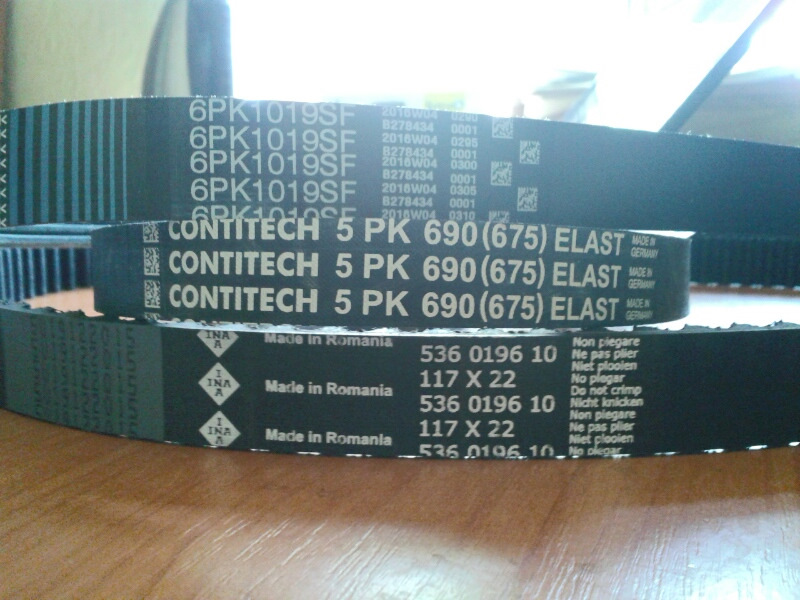 6PK1019SF 2016W04 0290
B278434 0001
6PK1019SF 2016W04 0295
B278434 0001
6PK1019SF 2016W04 0300
B278434 0001
6PK1019SF 2016W04 0305
B278434 0001
6PK1019SF 2016W04 0310
CONTITECH 5 PK 690(675) ELAST MADE IN GERMANY
CONTITECH 5 PK 690(675) ELAST MADE IN GERMANY
CONTITECH 5 PK 690(675) ELAST MADE IN GERMANY
INA Made in Romania Non piegare
536 0196 10 Ne pas plier
Niet plooien
INA Made in Romania 117 X 22 No plegar
Do not crimp
536 0196 10 Nicht knicken
Non piegare
INA Made in Romania 117 X 22 Ne pas plier
Niet plooien
536 0196 10 No plegar